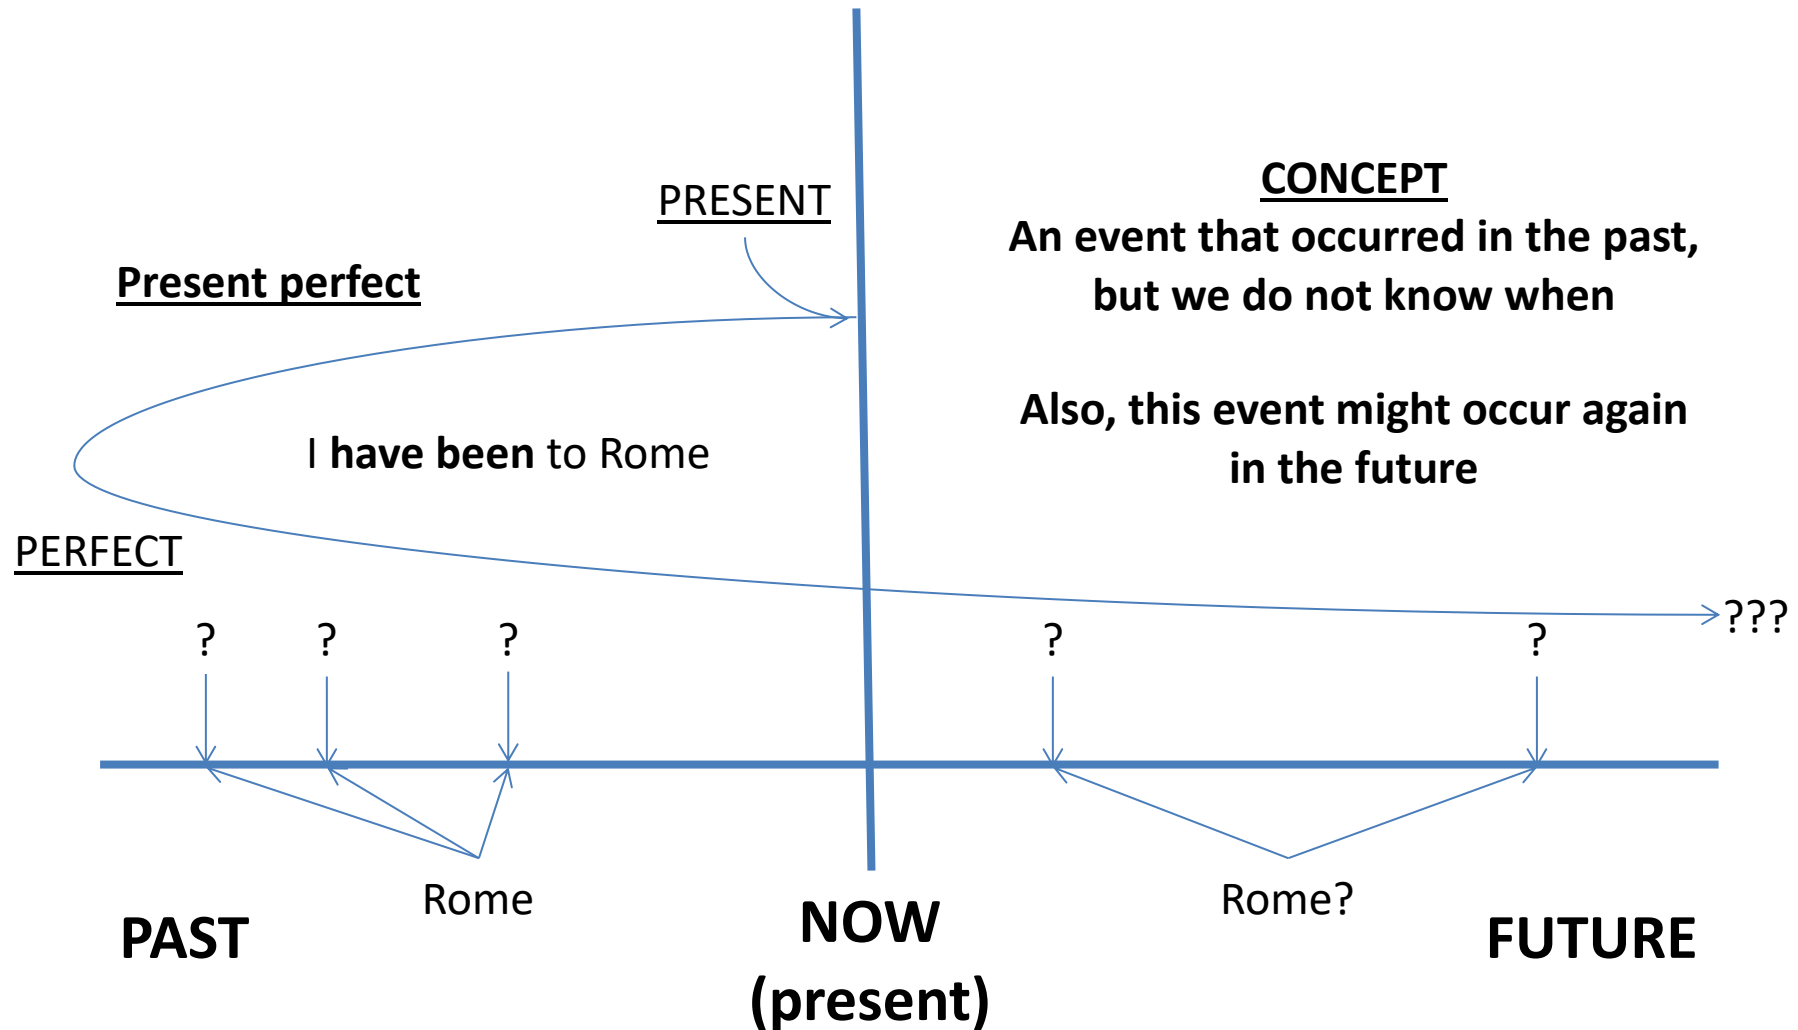 CONCEPT
PRESENT
An event that occurred in the past,
Present perfect
but we do not know when
Also, this event might occur again
I have been to Rome
in the future
PERFECT
???
? ? ? ? ?
Rome
Rome?
PAST
NOW
FUTURE
(present)